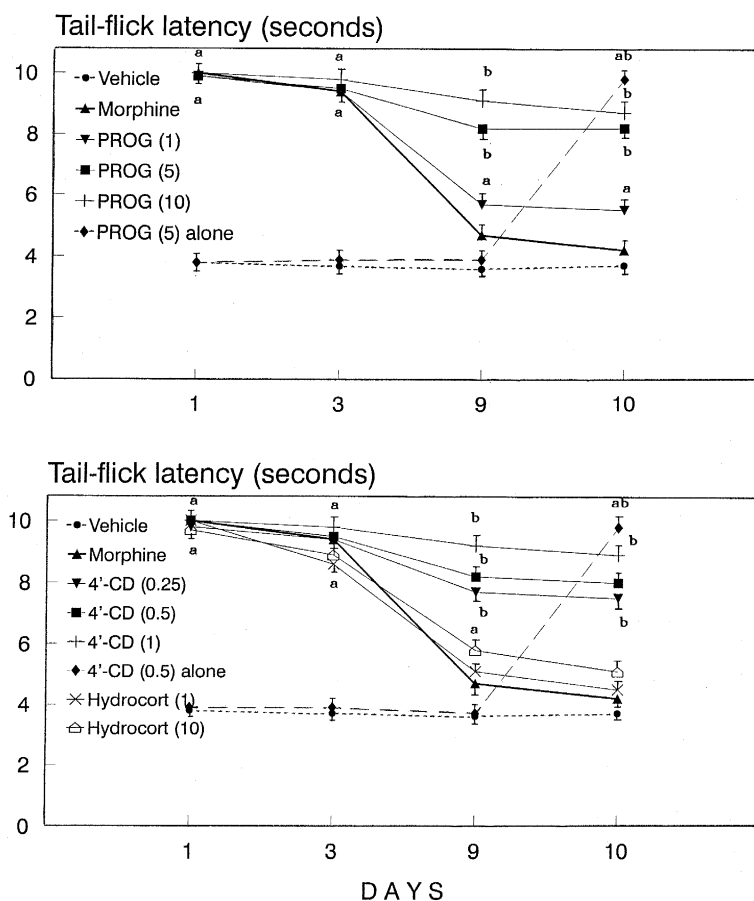 Tail-flick latency (seconds)
a a ab
10 Vehicle b
Morphine a a b
8 PROG (1)
PROG (5) b b
6 PROG (10) a a
PROG (5) alone
4
2
0
1 3 9 10
Tail-flick latency (seconds)
a a ab
10 Vehicle b
Morphine a b b
8 4'-CD (0.25) a
4'-CD (0.5) b b
6 4'-CD (1) a
4'-CD (0.5) alone
4 Hydrocort (1)
Hydrocort (10)
2
0
1 3 9 10
DAYS